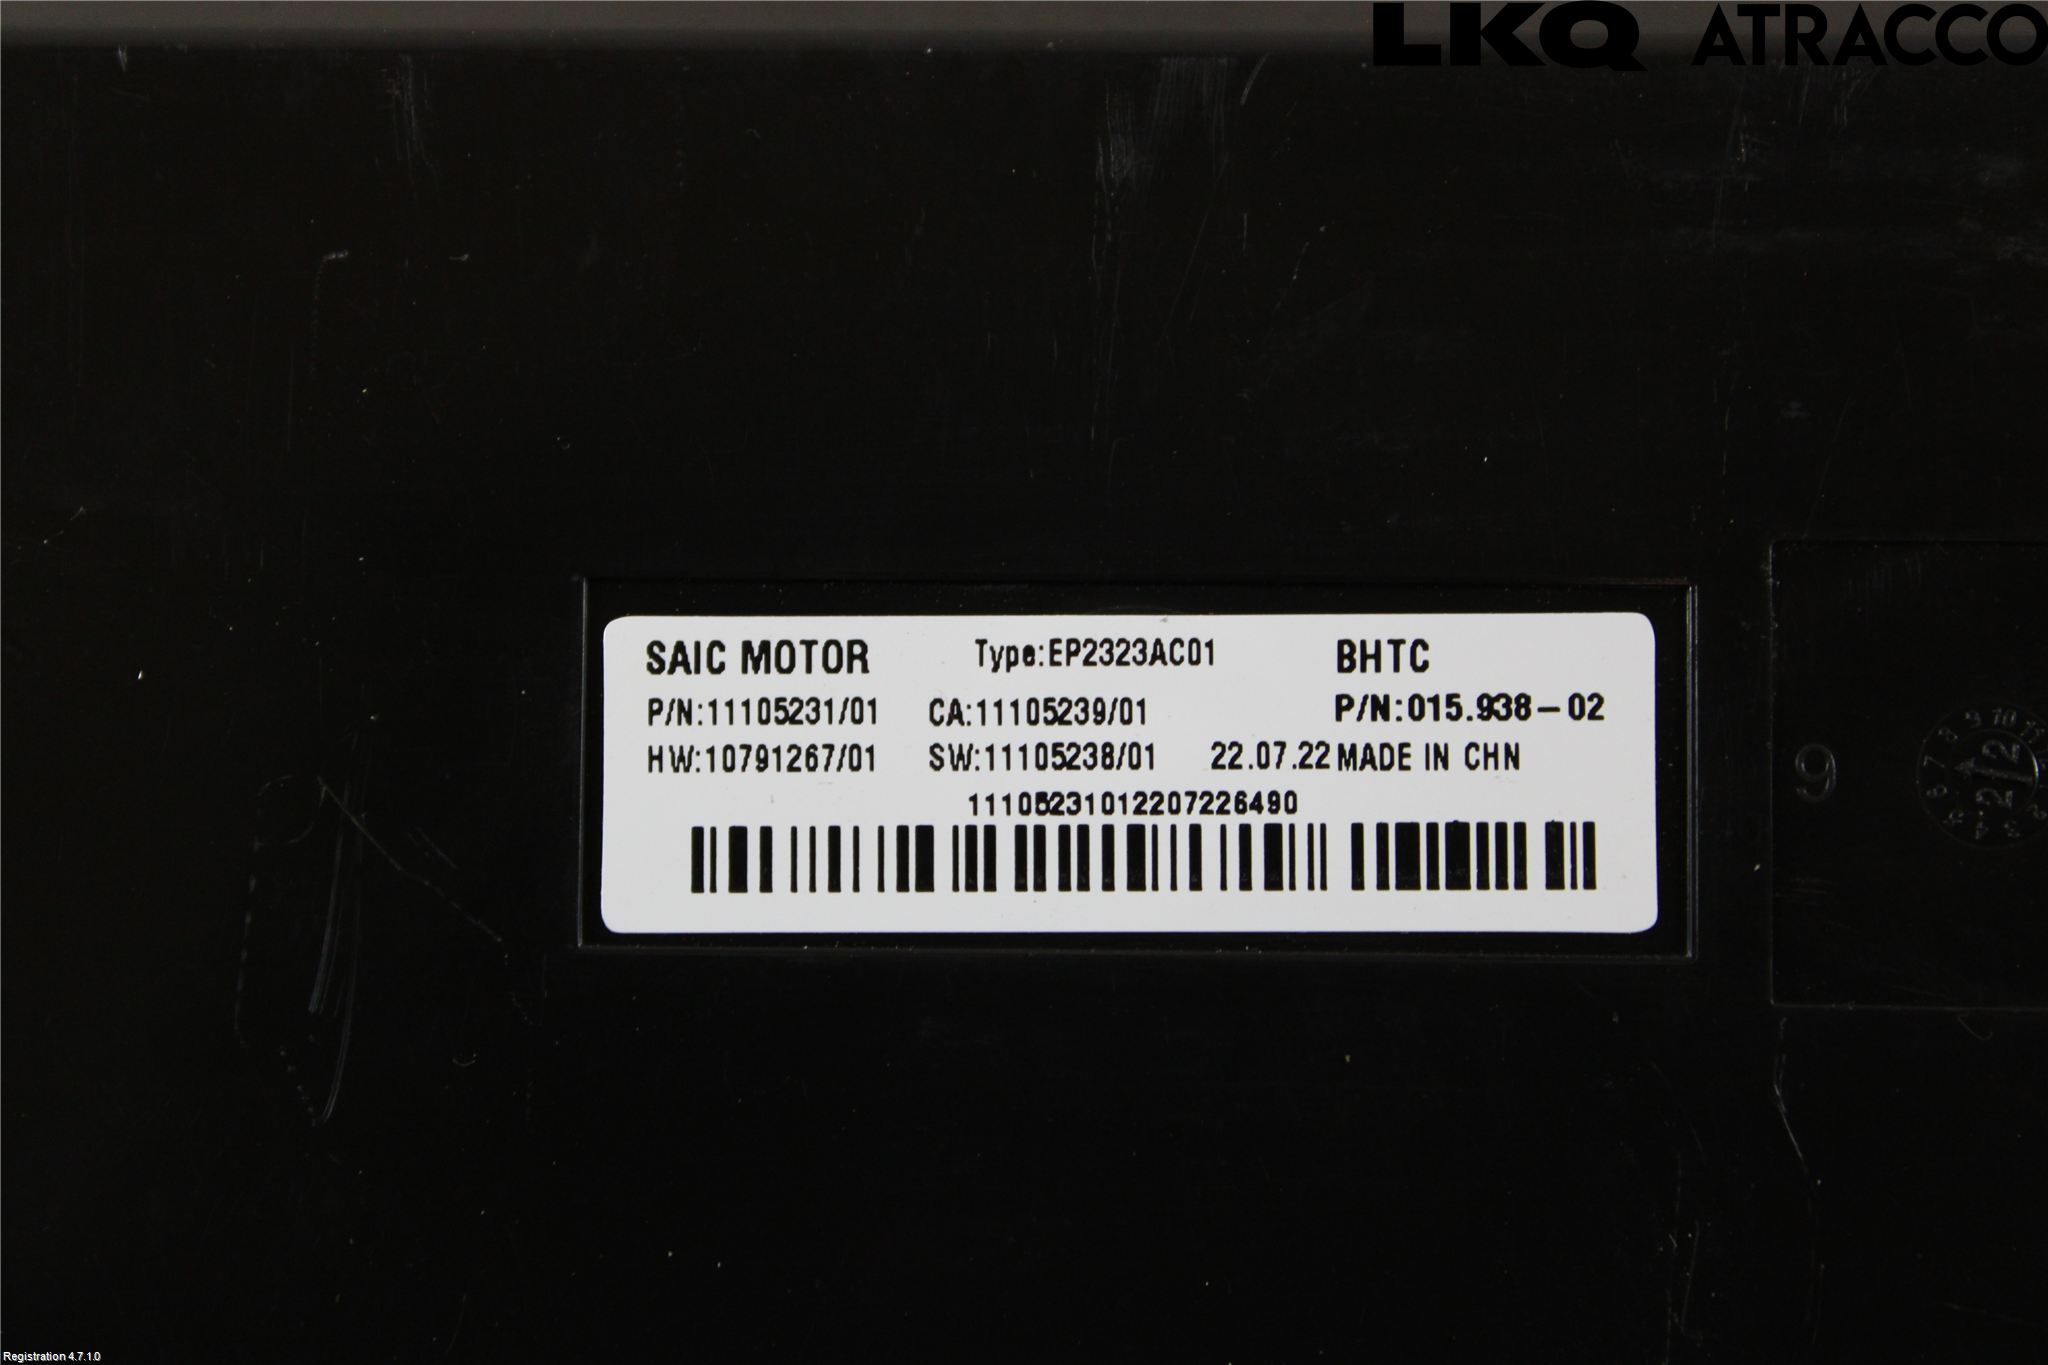 LKQ ATRACCO
SAIC MOTOR Type:EP2323AC01 BHTC
P/N:11105231/01 CA:11105239/01 P/N:015.938-02
HW:10791267/01 SW:11105238/01 22.07.22 MADE IN CHN
11105231012207226490
9
Registration 4.7.1.0